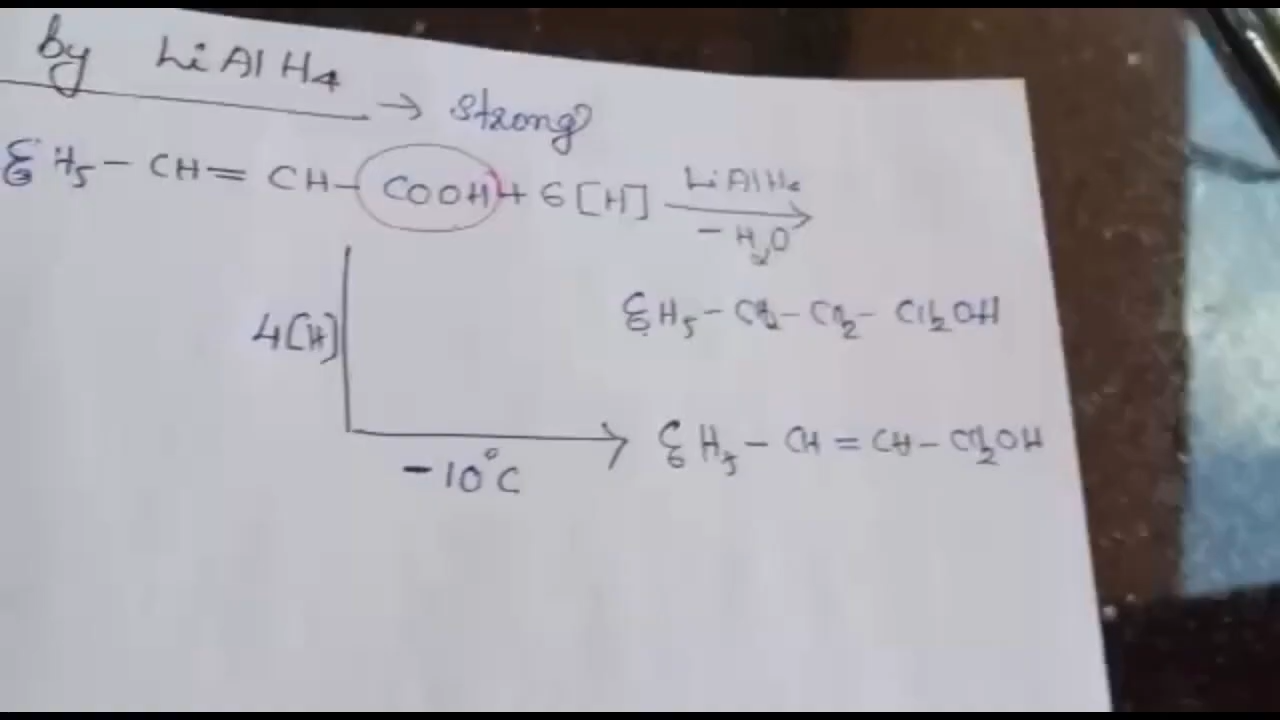 by LiAlH4 → strong
C6H5 – CH = CH – COOH + 6[H] LiAlH4 →
– H2O
C6H5 – CH2 – CH2 – CH2OH
4[H]
C6H5 – CH = CH – CH2OH
–10°C